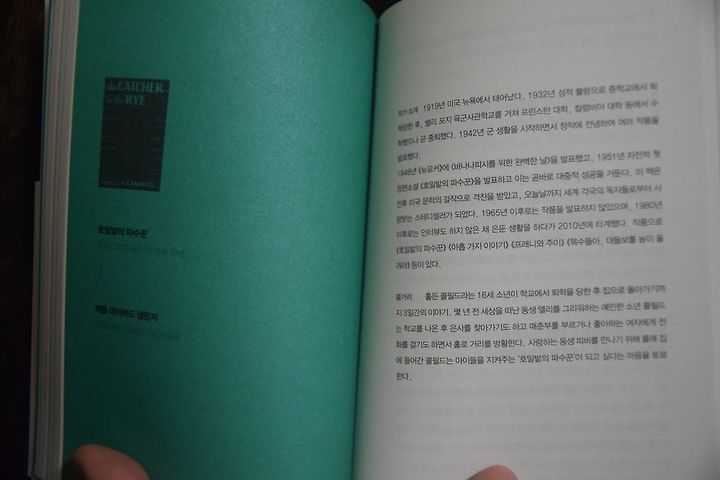 the CATCHER
in the RYE
호밀밭의 파수꾼
THE CATCHER IN THE RYE
제롬 데이비드 샐린저
JEROME DAVID SALINGER
작가 소개 1919년 미국 뉴욕에서 태어났다. 1932년 성적 불량으로 중학교에서 퇴
학당한 후, 밸리 포지 육군사관학교를 거쳐 프린스턴 대학, 컬럼비아 대학 등에서 수
학했으나 곧 중퇴했다. 1942년 군 생활을 시작하면서 창작에 전념하여 여러 작품을
발표했다.
1948년 《뉴요커》에 〈바나나피시를 위한 완벽한 날〉을 발표했고, 1951년 자전적 첫
장편소설 《호밀밭의 파수꾼》을 발표하고 이는 곧바로 대중적 성공을 거둔다. 이 책은
전후 미국 문학의 걸작으로 격찬을 받았고, 오늘날까지 세계 각국의 독자들로부터 사
랑받는 스테디셀러가 되었다. 1965년 이후로는 작품을 발표하지 않았으며, 1980년
이후로는 인터뷰도 하지 않은 채 은둔 생활을 하다가 2010년에 타계했다. 작품으로
《호밀밭의 파수꾼》 《아홉 가지 이야기》 《프래니와 주이》 《목수들아, 대들보를 높이 올
려라》 등이 있다.
줄거리 홀든 콜필드라는 16세 소년이 학교에서 퇴학을 당한 후 집으로 돌아가기까
지 3일간의 이야기. 몇 년 전 세상을 떠난 동생 앨리를 그리워하는 예민한 소년 콜필드
는 학교를 나온 후 은사를 찾아가기도 하고 매춘부를 부르거나 좋아하는 여자에게 전
화를 걸기도 하면서 홀로 거리를 방황한다. 사랑하는 동생 피비를 만나기 위해 몰래 집
에 들어간 콜필드는 아이들을 지켜주는 '호밀밭의 파수꾼'이 되고 싶다는 마음을 토로
한다.